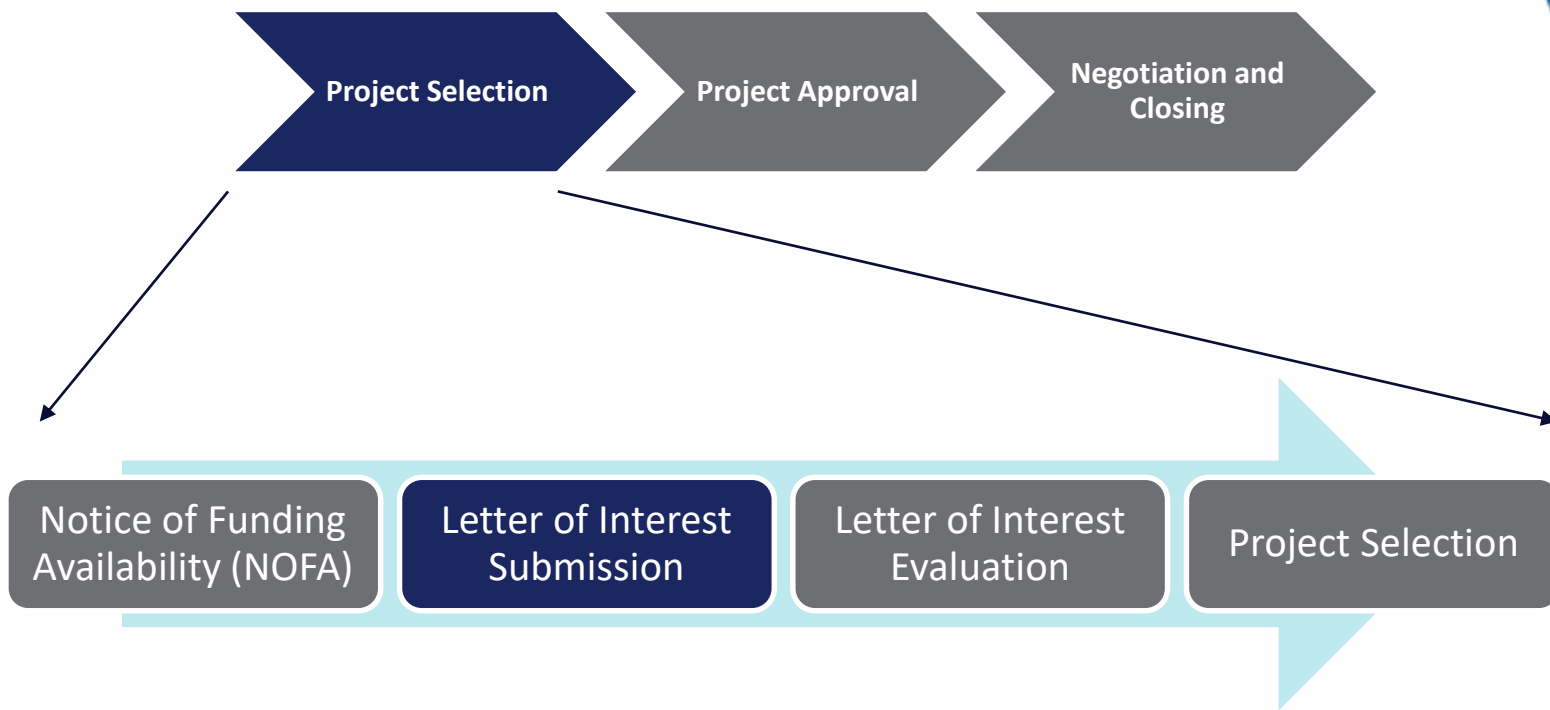 Project Selection
Project Approval
Negotiation and
Closing
Notice of Funding
Availability (NOFA)
Letter of Interest
Submission
Letter of Interest
Evaluation
Project Selection